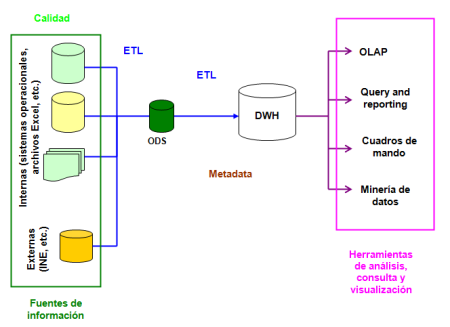 Calidad
Internas (sistemas operacionales,
archivos Excel, etc.)
Externas
(INE, etc.)
Fuentes de
información
ETL
ETL
ODS
DWH
Metadata
OLAP
Query and
reporting
Cuadros de
mando
Minería de
datos
Herramientas
de análisis,
consulta y
visualización